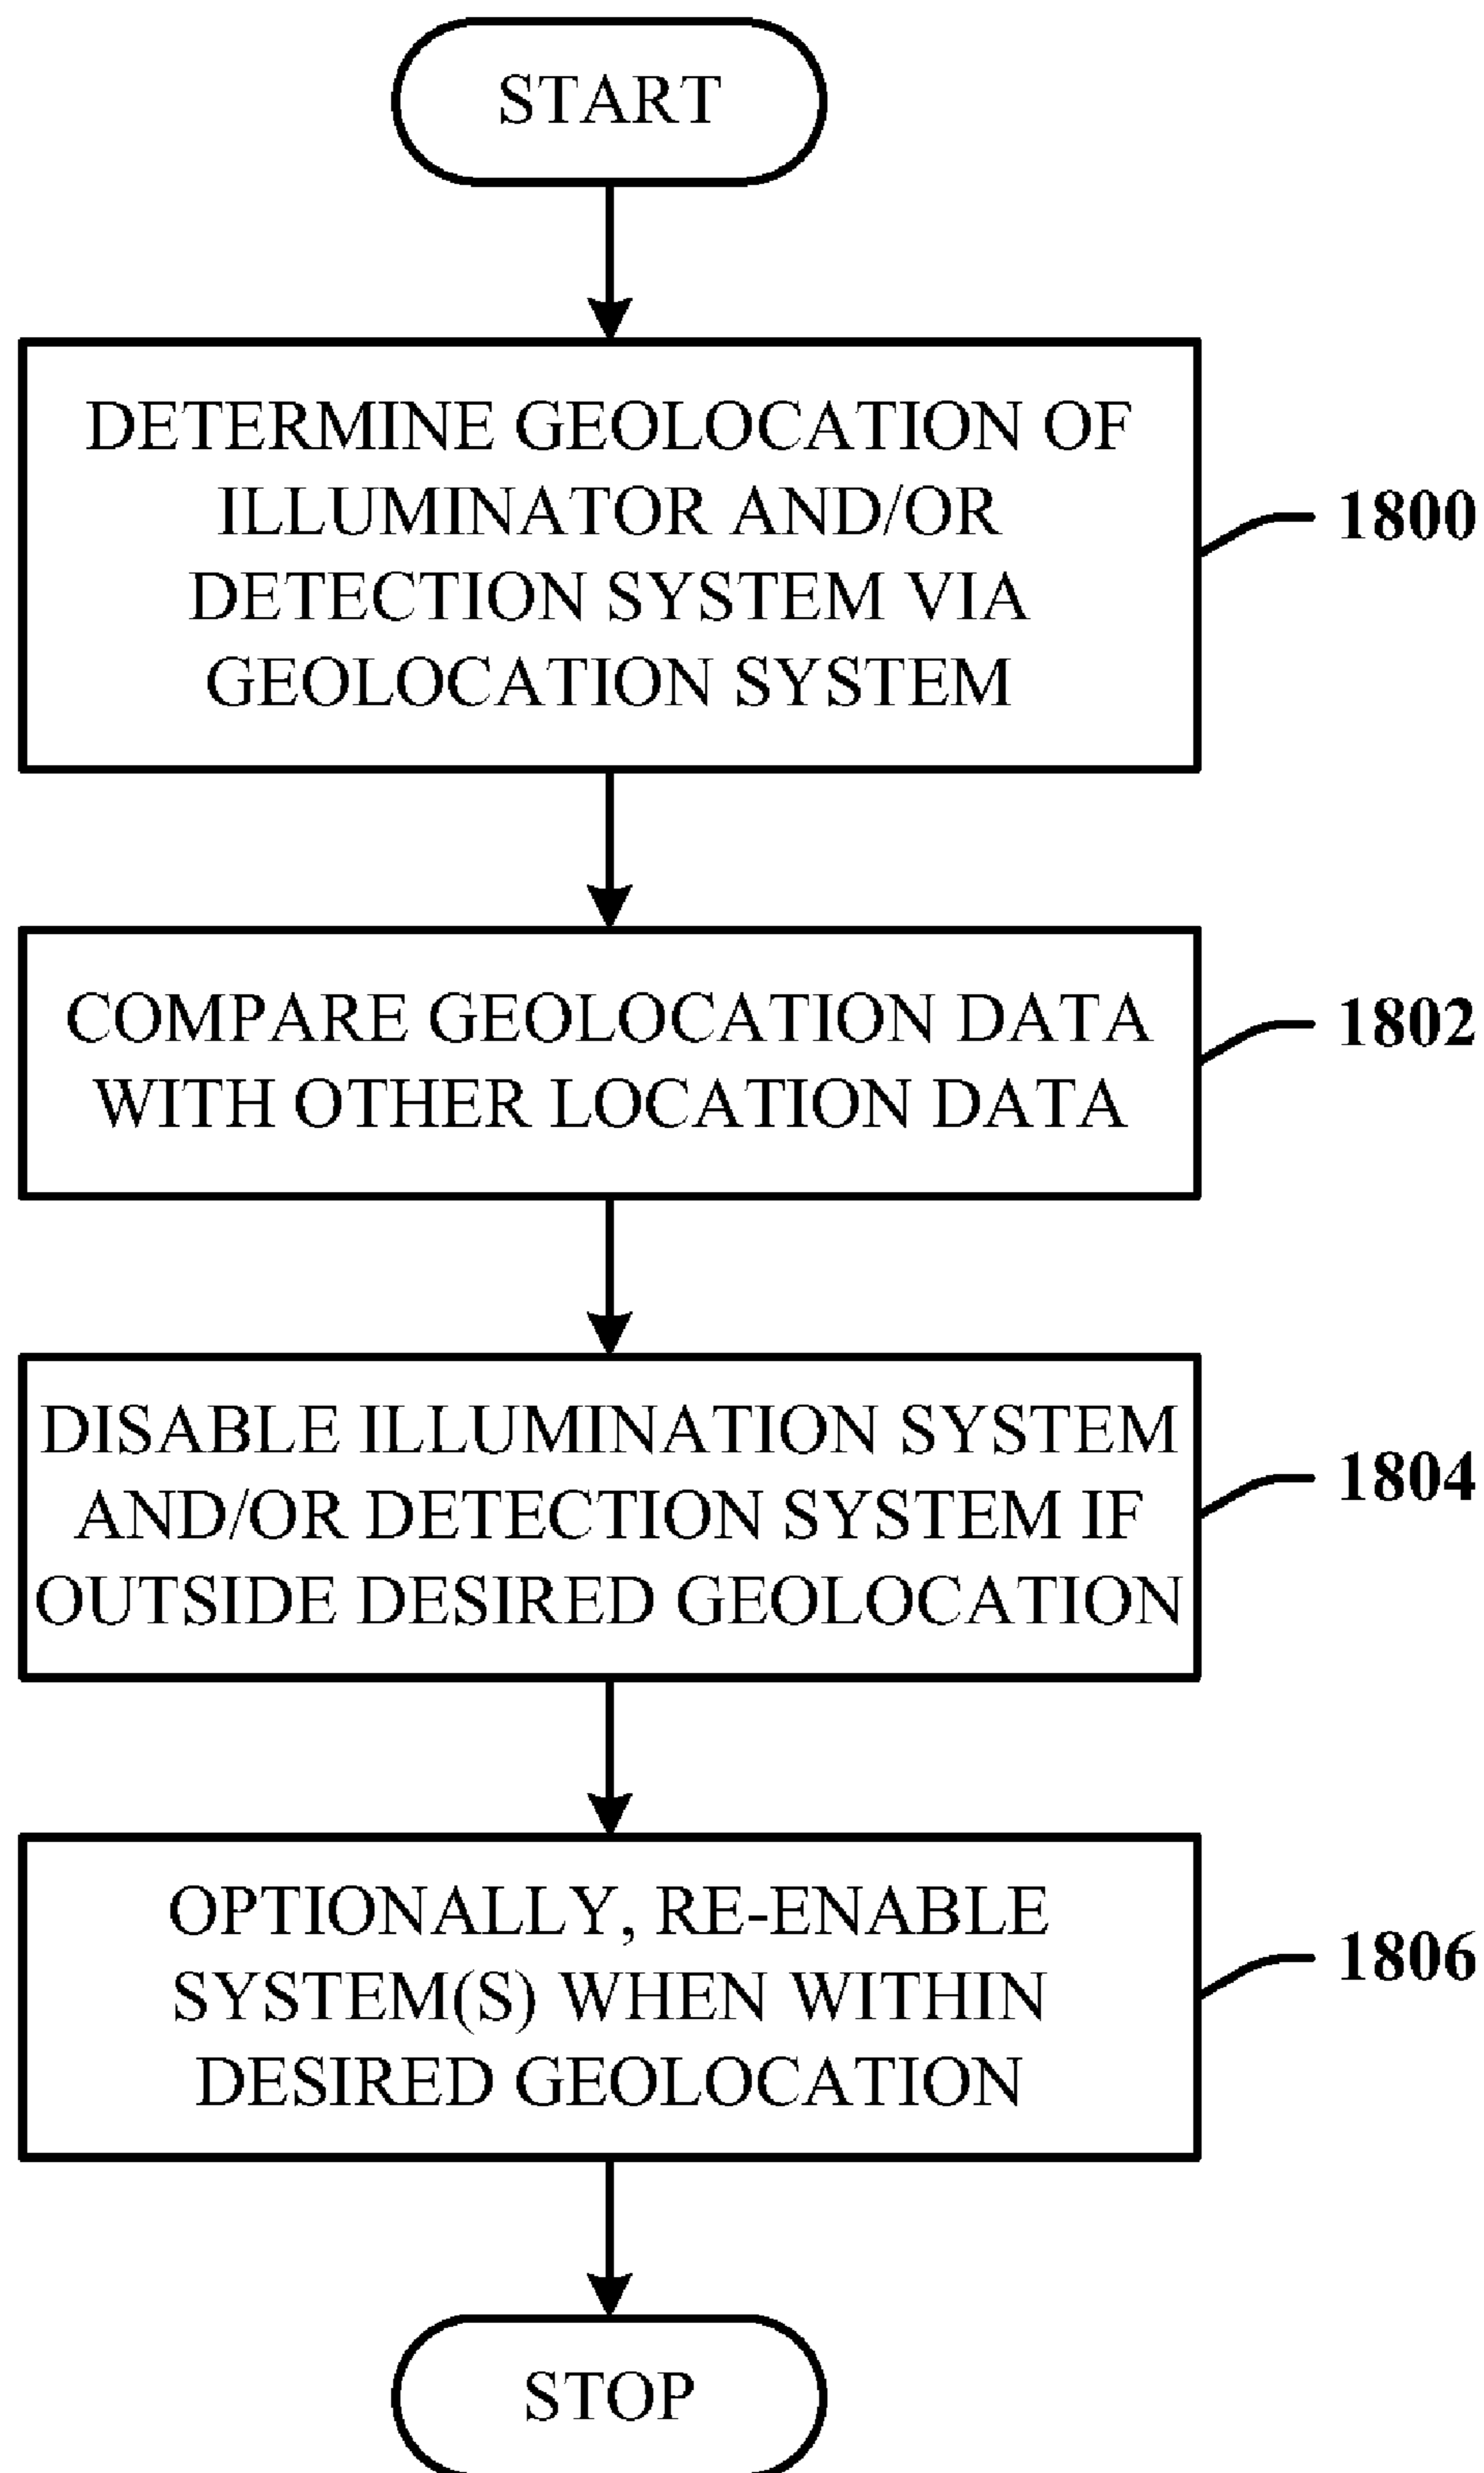 START
DETERMINE GEOLOCATION OF
ILLUMINATOR AND/OR
DETECTION SYSTEM VIA
GEOLOCATION SYSTEM
1800
COMPARE GEOLOCATION DATA
WITH OTHER LOCATION DATA
1802
DISABLE ILLUMINATION SYSTEM
AND/OR DETECTION SYSTEM IF
OUTSIDE DESIRED GEOLOCATION
1804
OPTIONALLY, RE-ENABLE
SYSTEM(S) WHEN WITHIN
DESIRED GEOLOCATION
1806
STOP